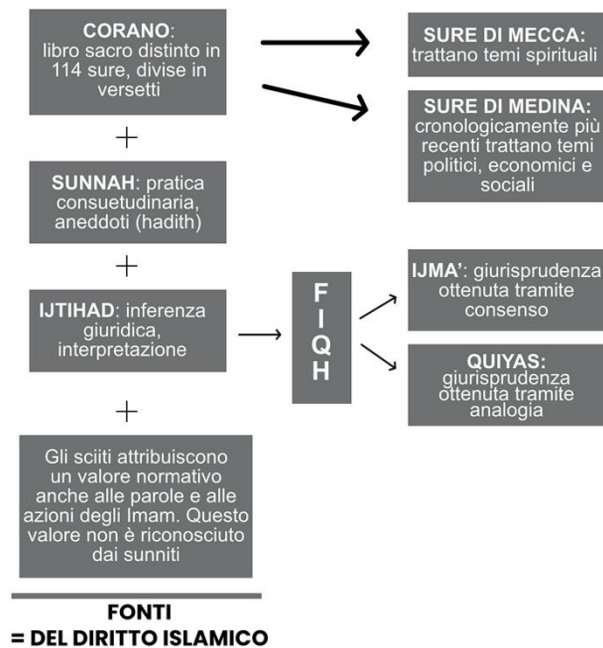 CORANO:
libro sacro distinto in
114 sure, divise in
versetti
SURE DI MECCA:
trattano temi spirituali
SURE DI MEDINA:
cronologicamente più
recenti trattano temi
politici, economici e
sociali
+
SUNNAH: pratica
consuetudinaria,
aneddoti (hadith)
+
IJTIHAD: inferenza
giuridica,
interpretazione
F
I
Q
H
IJMA’: giurisprudenza
ottenuta tramite
consenso
QUIYAS:
giurisprudenza
ottenuta tramite
analogia
+
Gli sciiti attribuiscono
un valore normativo
anche alle parole e alle
azioni degli Imam. Questo
valore non è riconosciuto
dai sunniti
FONTI
= DEL DIRITTO ISLAMICO